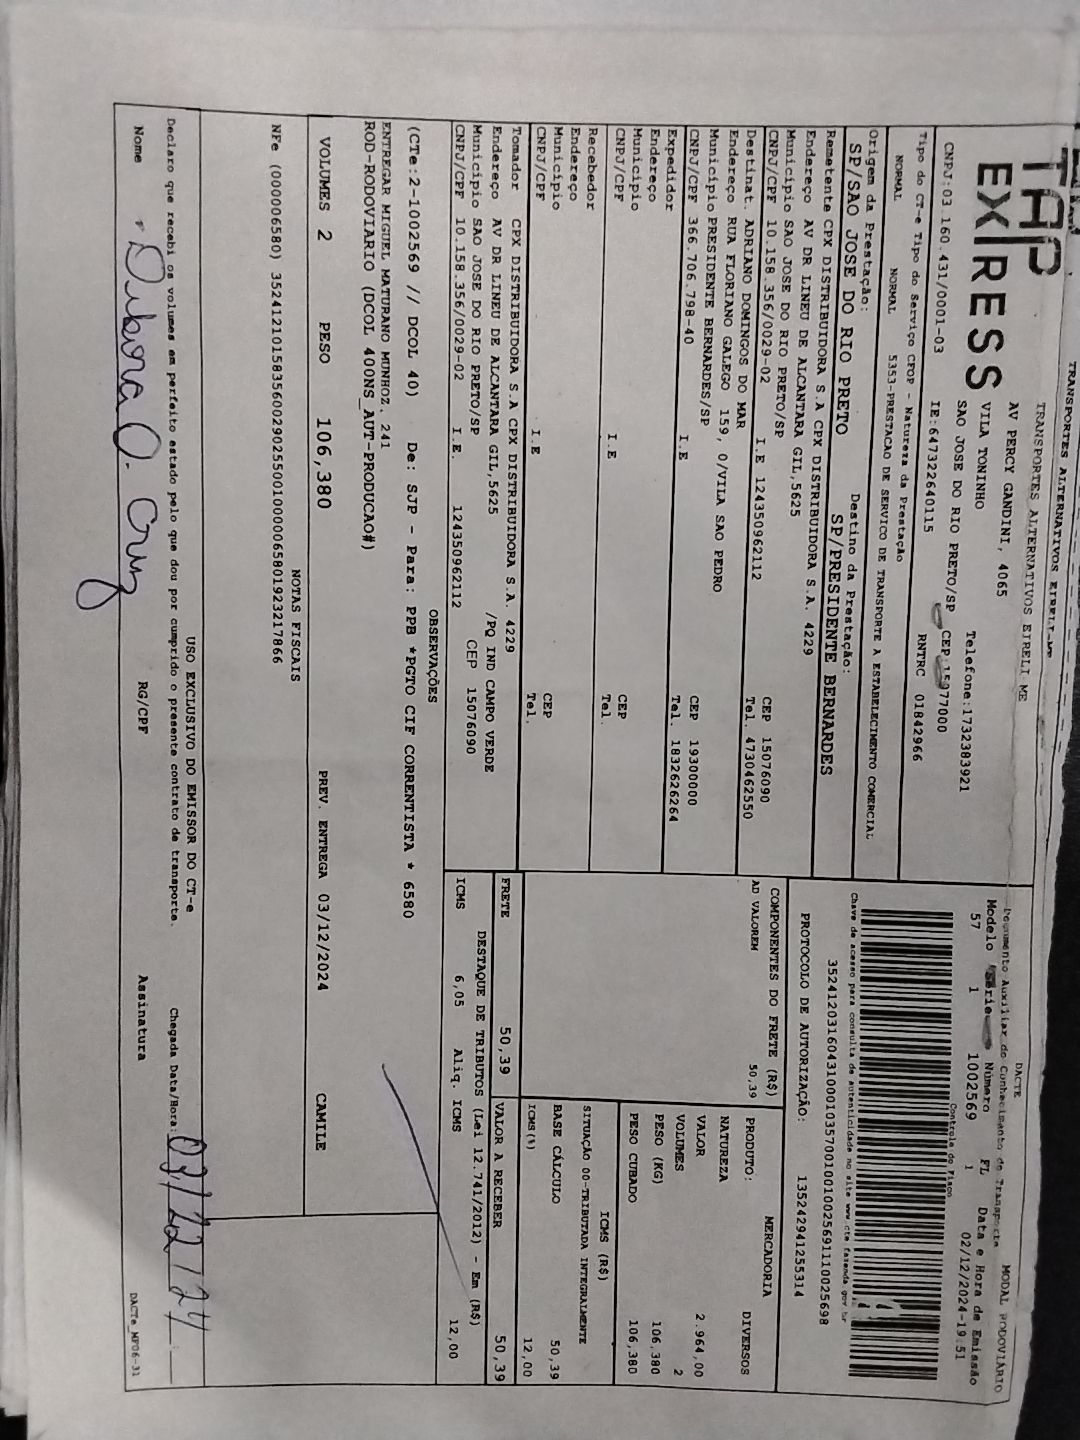 TRANSPORTES ALTERNATIVOS EIRELI ME
TAP
EXPRESS
TRANSPORTES ALTERNATIVOS EIRELI ME
AV PERCY GANDINI, 4065
VILA TONINHO
SAO JOSE DO RIO PRETO/SP
Telefone:1732383921
CNPJ:03.160.431/0001-03 IE:647322640115 RNTRC 01842966
Tipo do CT-e Tipo do Serviço CFOP - Natureza da Prestação
NORMAL NORMAL 5353-PRESTACAO DE SERVICO DE TRANSPORTE A ESTABELECIMENTO COMERCIAL
Origem da Prestação: Destino da Prestação:
SP/SAO JOSE DO RIO PRETO SP/PRESIDENTE BERNARDES
Remetente CPX DISTRIBUIDORA S.A CPX DISTRIBUIDORA S.A. 4229
Endereço AV DR LINEU DE ALCANTARA GIL,5625
Município SAO JOSE DO RIO PRETO/SP CEP 15076090
CNPJ/CPF 10.158.356/0029-02 I.E 124350962112 Tel. 4730462550
Destinat. ADRIANO DOMINGOS DO MAR
Endereço RUA FLORIANO GALEGO 159, 0/VILA SAO PEDRO
Município PRESIDENTE BERNARDES/SP CEP 19300000
CNPJ/CPF 366.706.798-40 I.E Tel. 1832626264
Expedidor
Endereço
Município CEP
CNPJ/CPF I.E Tel.
Recebedor
Endereço
Município CEP
CNPJ/CPF I.E Tel.
Tomador CPX DISTRIBUIDORA S.A CPX DISTRIBUIDORA S.A. 4229
Endereço AV DR LINEU DE ALCANTARA GIL,5625 /PQ IND CAMPO VERDE
Município SAO JOSE DO RIO PRETO/SP CEP 15076090
CNPJ/CPF 10.158.356/0029-02 I.E. 124350962112
DACTE
Documento Auxiliar do Conhecimento de Transporte MODAL RODOVIÁRIO
Modelo Série Número FL Data e Hora de Emissão
57 1 1002569 1 02/12/2024-19:51
Controle do Fisco
Chave de acesso para consulta de autenticidade no site www.cte.fazenda.gov.br
35241203160431000103570010010025691110025698
PROTOCOLO DE AUTORIZAÇÃO: 135242941255314
COMPONENTES DO FRETE (R$)
AD VALOREM 50,39
MERCADORIA
PRODUTO: DIVERSOS
NATUREZA
VALOR 2.964,00
VOLUMES 2
PESO (KG) 106,380
PESO CUBADO 106,380
ICMS (R$)
SITUAÇÃO 00-TRIBUTADA INTEGRALMENTE
BASE CÁLCULO 50,39
ICMS(%) 12,00
FRETE 50,39 VALOR A RECEBER 50,39
DESTAQUE DE TRIBUTOS (Lei 12.741/2012) - Em (R$)
ICMS 6,05 Aliq. ICMS 12,00
OBSERVAÇÕES
(CTe:2-1002569 // DCOL 40) De: SJP - Para: PPB *PGTO CIF CORRENTISTA * 6580
ENTREGAR MIGUEL MATURANO MUNHOZ, 241
ROD-RODOVIARIO (DCOL 400NS_AUT-PRODUCAO#)
VOLUMES 2 PESO 106,380 PREV. ENTREGA 03/12/2024 CAMILE
NOTAS FISCAIS
NFe (000006580) 35241210158356002902550010000065801923217866
USO EXCLUSIVO DO EMISSOR DO CT-e
Declaro que recebi os volumes em perfeito estado pelo que dou por cumprido o presente contrato de transporte. Chegada Data/Hora:
Nome RG/CPF Assinatura
DACTe_MP06-31